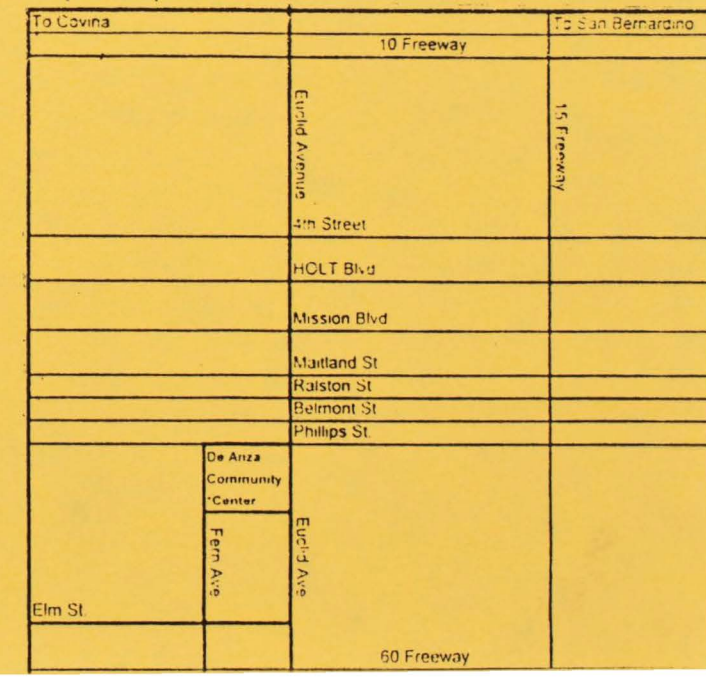 To Covina
To San Bernardino
10 Freeway
Euclid Avenue
15 Freeway
4th Street
HOLT Blvd
Mission Blvd
Maitland St
Ralston St
Belmont St
Phillips St.
De Anza
Community
*Center
Fern Ave
Euclid Ave
Elm St.
60 Freeway